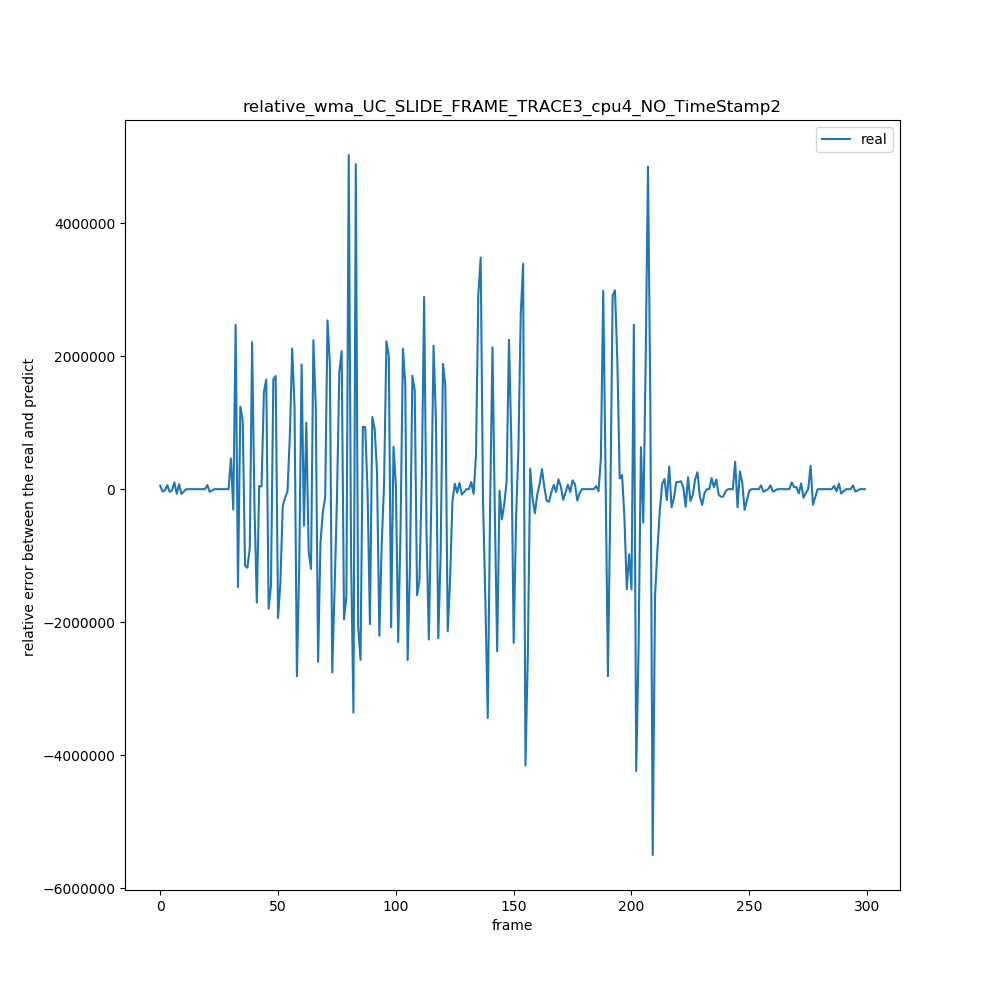 relative_wma_UC_SLIDE_FRAME_TRACE3_cpu4_NO_TimeStamp2
real
4000000
2000000
0
−2000000
−4000000
−6000000
relative error between the real and predict
0 50 100 150 200 250 300
frame